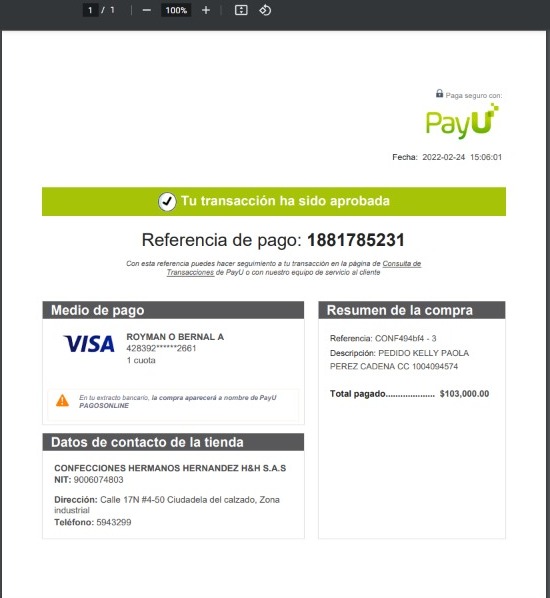 1 / 1 — 100% +
Paga seguro con:
PayU
Fecha: 2022-02-24 15:06:01
Tu transacción ha sido aprobada
Referencia de pago: 1881785231
Con esta referencia puedes hacer seguimiento a tu transacción en la página de Consulta de
Transacciones de PayU o con nuestro equipo de servicio al cliente
Medio de pago
VISA
ROYMAN O BERNAL A
428392******2661
1 cuota
En tu extracto bancario, la compra aparecerá a nombre de PayU
PAGOSONLINE
Datos de contacto de la tienda
CONFECCIONES HERMANOS HERNANDEZ H&H S.A.S
NIT: 9006074803
Dirección: Calle 17N #4-50 Ciudadela del calzado, Zona
industrial
Teléfono: 5943299
Resumen de la compra
Referencia: CONF494bf4 - 3
Descripción: PEDIDO KELLY PAOLA
PEREZ CADENA CC 1004094574
Total pagado.................... $103,000.00